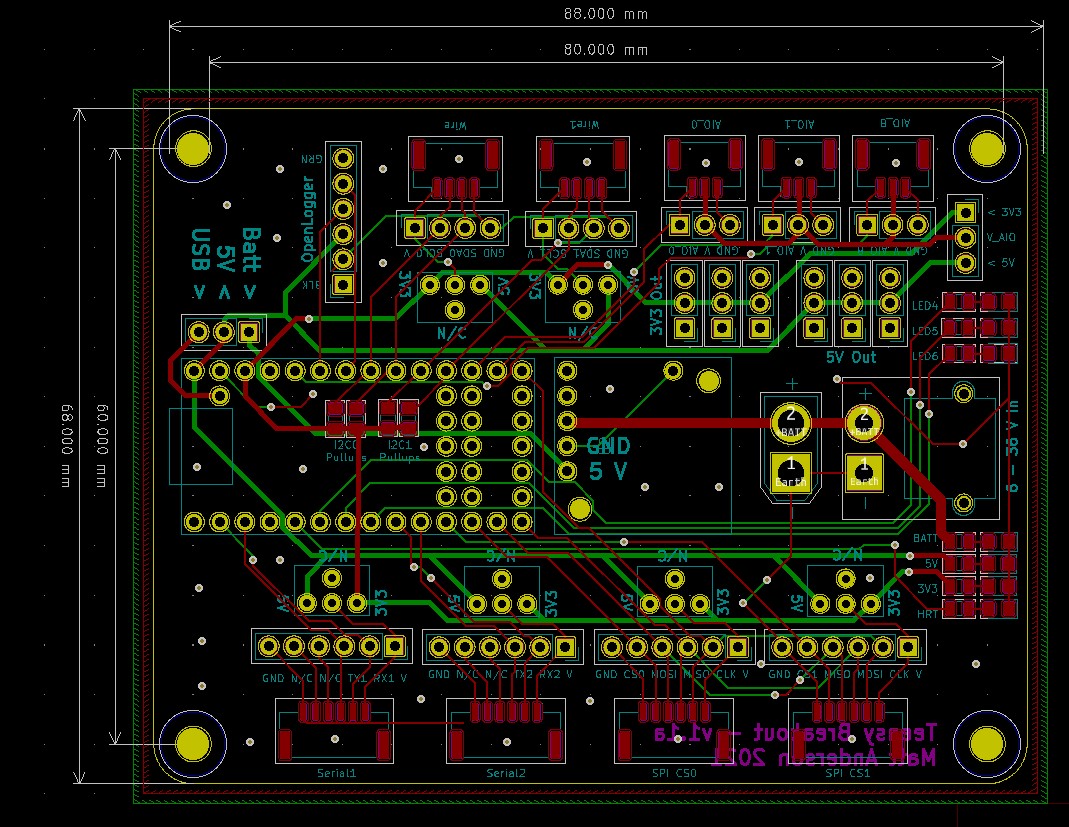 88.000 mm
80.000 mm
Wire
Wire1
AIO_0
AIO_1
AIO_B
GRN
OpenLogger
BLK
Batt
5V
USB
V V V
< 3V3
V_AIO
< 5V
GND SDA0 SCL0 V
GND SDA1 SCL1 V
GND V AIO_0
GND V AIO_1
GND V AIO_B
3V3
5V
N/C
3V3
N/C
3V3 Out
5V Out
LED4
LED5
LED6
68.000 mm
60.000 mm
I2C0
Pullups
I2C1
Pullups
GND
5 V
+
2
+BATT
1
Earth
+
2
+BATT
1
Earth
6 - 36 V in
BATT
5V
3V3
HRT
N/C
5V
3V3
N/C
5V
3V3
N/C
5V
3V3
N/C
5V
3V3
GND N/C N/C TX1 RX1 V
GND N/C N/C TX2 RX2 V
GND CS0 MOSI MISO CLK V
GND CS1 MISO MOSI CLK V
Teensy Breakout - v1.1a
Matt Anderson 2021
Serial1
Serial2
SPI CS0
SPI CS1